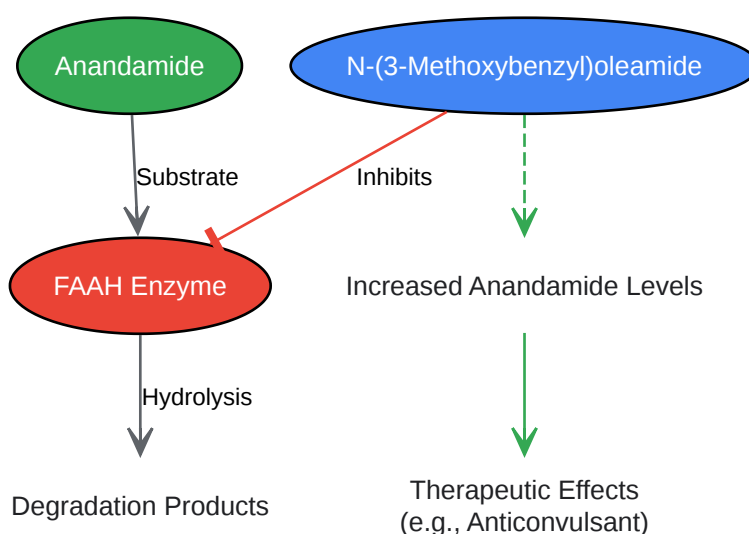 Anandamide
N-(3-Methoxybenzyl)oleamide
Substrate
Inhibits
FAAH Enzyme
Increased Anandamide Levels
Hydrolysis
Degradation Products
Therapeutic Effects
(e.g., Anticonvulsant)